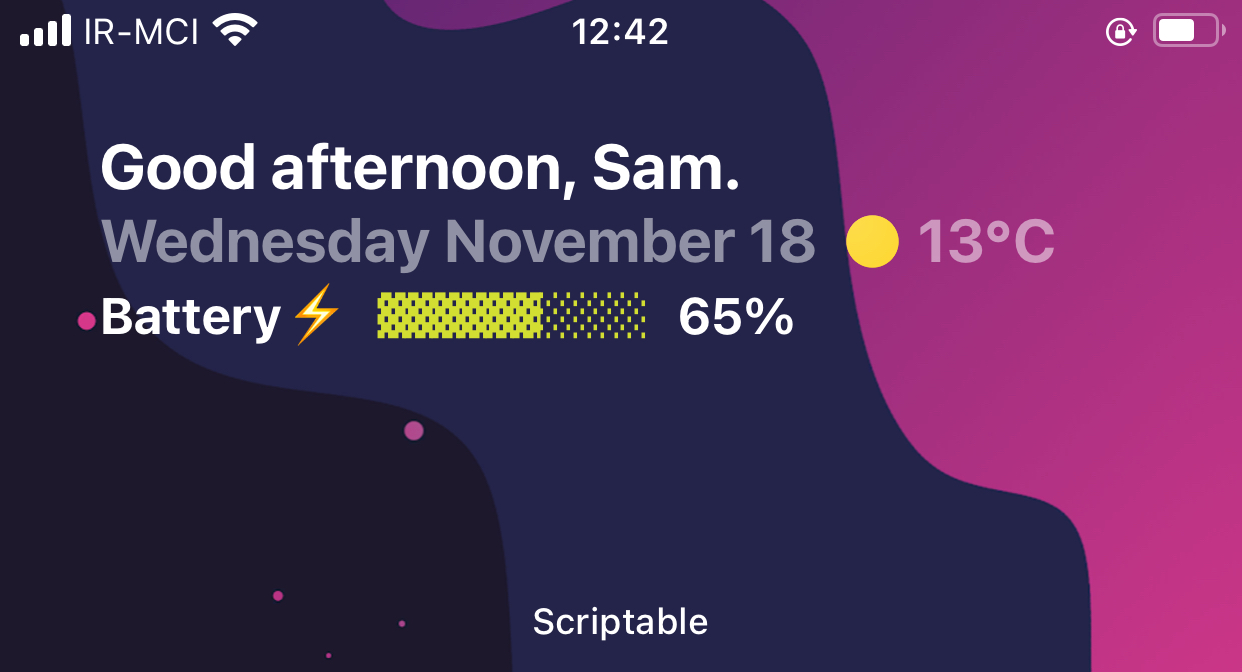 IR-MCI 12:42
Good afternoon, Sam.
Wednesday November 18 13°C
Battery⚡ ▓▓▓▓▓▓▓▓░░░░░ 65%
Scriptable